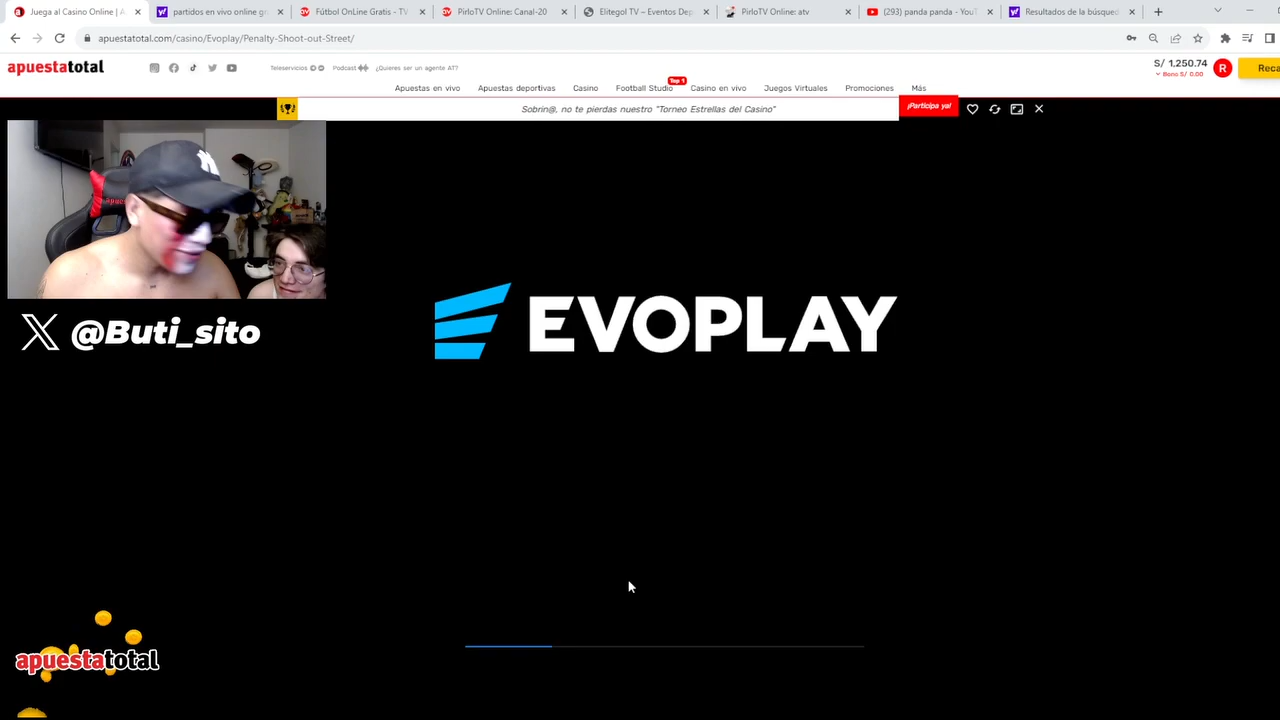 Juega al Casino Online | A
partidos en vivo online gr
Fútbol OnLine Gratis - TV
PirloTV Online: Canal-20
Elitegol TV – Eventos Dep
PirloTV Online: atv
(293) panda panda - YouT
Resultados de la búsqued
apuestatotal.com/casino/Evoplay/Penalty-Shoot-out-Street/
apuestatotal
Teleservicios
Podcast
¿Quieres ser un agente AT?
S/ 1,250.74
Bono S/ 0.00
R
Reca
Top 1
Apuestas en vivo
Apuestas deportivas
Casino
Football Studio
Casino en vivo
Juegos Virtuales
Promociones
Más
Sobrin@, no te pierdas nuestro "Torneo Estrellas del Casino"
¡Participa ya!
EVOPLAY
X @Buti_sito
apuestatotal